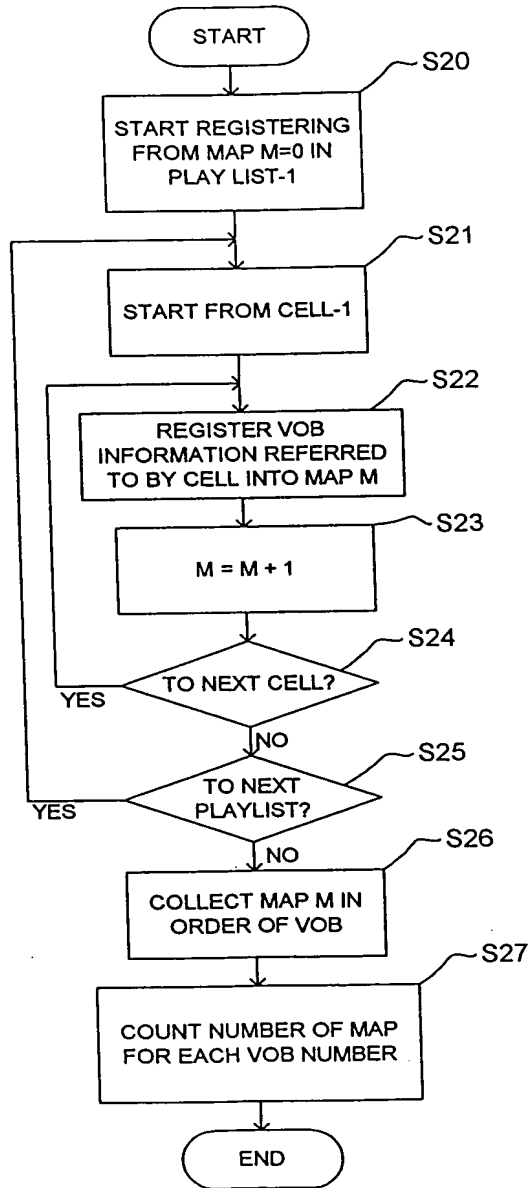 START
S20
START REGISTERING
FROM MAP M=0 IN
PLAY LIST-1
S21
START FROM CELL-1
S22
REGISTER VOB
INFORMATION REFERRED
TO BY CELL INTO MAP M
S23
M = M + 1
S24
TO NEXT CELL?
YES
NO
S25
TO NEXT
PLAYLIST?
YES
NO
S26
COLLECT MAP M IN
ORDER OF VOB
S27
COUNT NUMBER OF MAP
FOR EACH VOB NUMBER
END